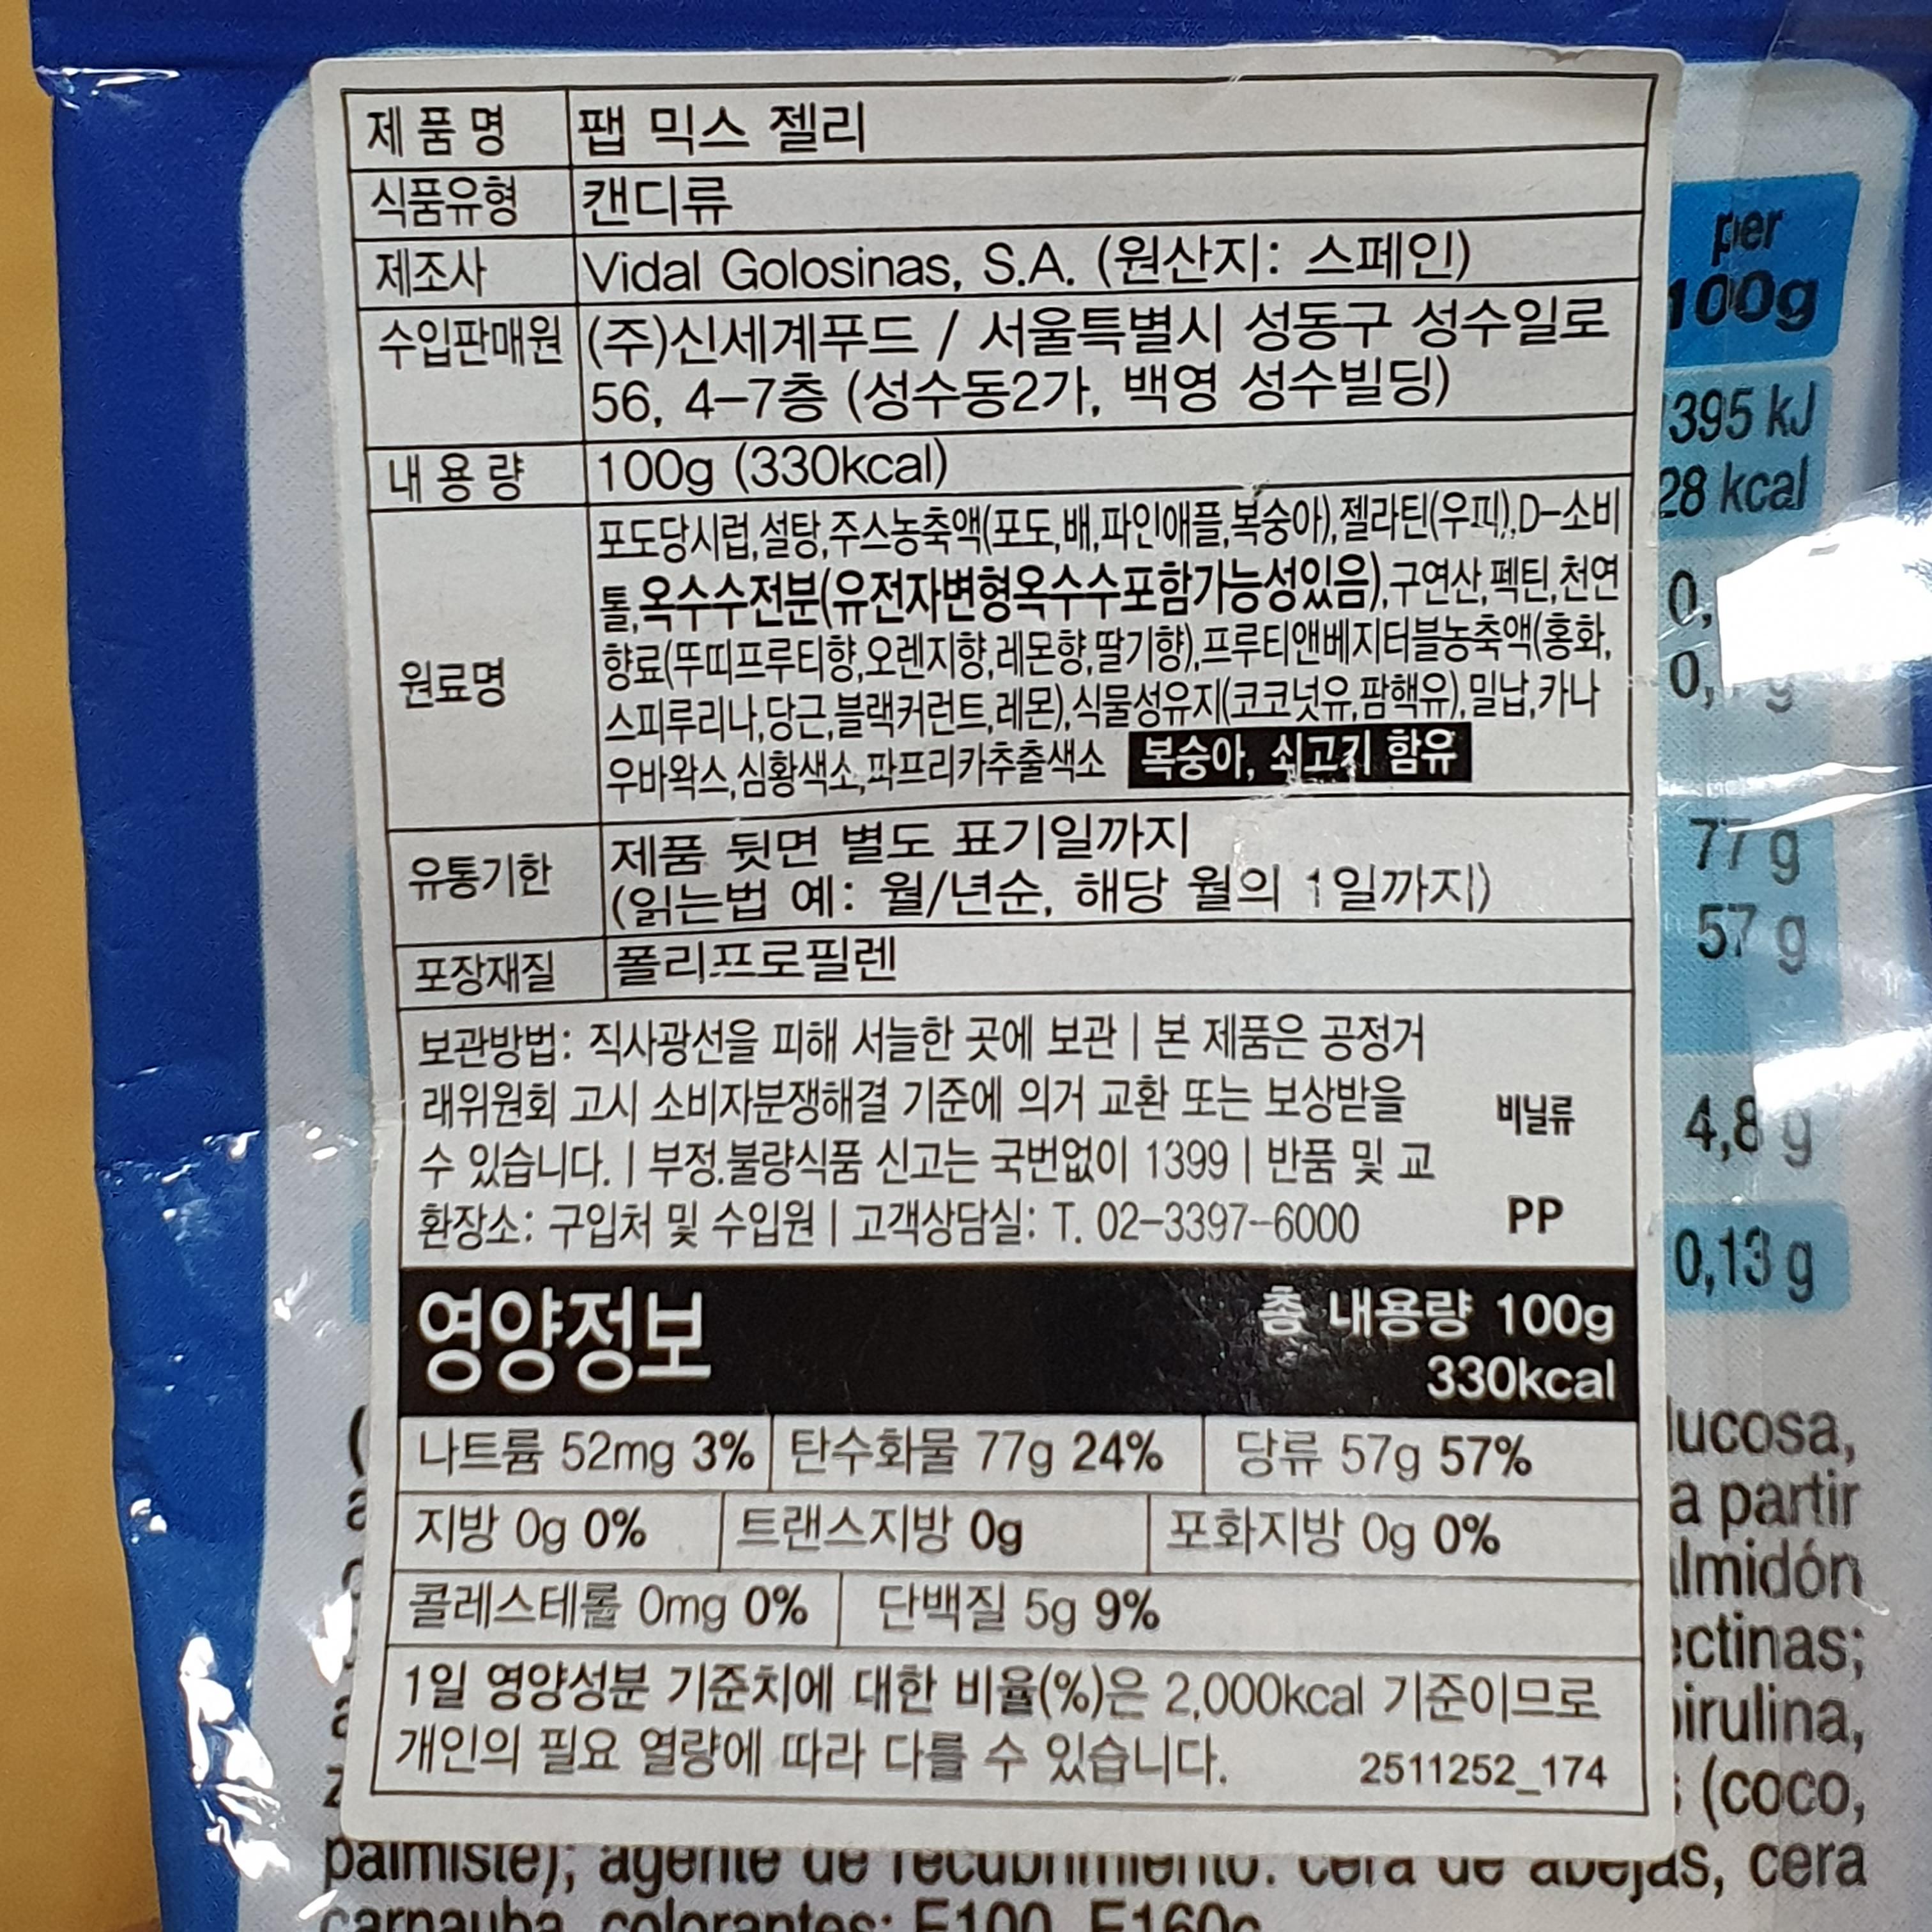 제 품 명 팹 믹스 젤리
식품유형 캔디류
제조사 Vidal Golosinas, S.A. (원산지: 스페인)
수입판매원 (주)신세계푸드 / 서울특별시 성동구 성수일로
56, 4-7층 (성수동2가, 백영 성수빌딩)
내 용 량 100g (330kcal)
원료명 포도당시럽,설탕,주스농축액(포도,배,파인애플,복숭아),젤라틴(우피),D-소비
톨,옥수수전분(유전자변형옥수수포함가능성있음),구연산,펙틴,천연
향료(뚜띠프루티향,오렌지향,레몬향,딸기향),프루티앤베지터블농축액(홍화,
스피루리나,당근,블랙커런트,레몬),식물성유지(코코넛유,팜핵유),밀납,카나
우바왁스,심황색소,파프리카추출색소 복숭아, 쇠고기 함유
유통기한 제품 뒷면 별도 표기일까지
(읽는법 예: 월/년순, 해당 월의 1일까지)
포장재질 폴리프로필렌
보관방법: 직사광선을 피해 서늘한 곳에 보관 | 본 제품은 공정거
래위원회 고시 소비자분쟁해결 기준에 의거 교환 또는 보상받을
수 있습니다. | 부정.불량식품 신고는 국번없이 1399 | 반품 및 교
환장소: 구입처 및 수입원 | 고객상담실: T. 02-3397-6000
비닐류
PP
영양정보 총 내용량 100g
330kcal
나트륨 52mg 3% 탄수화물 77g 24% 당류 57g 57%
지방 0g 0% 트랜스지방 0g 포화지방 0g 0%
콜레스테롤 0mg 0% 단백질 5g 9%
1일 영양성분 기준치에 대한 비율(%)은 2,000kcal 기준이므로
개인의 필요 열량에 따라 다를 수 있습니다. 2511252_174
per
100g
395 kJ
28 kcal
77 g
57 g
4,8 g
0,13 g
lucosa,
a partir
lmidón
ectinas;
pirulina,
(coco,
palmiste); agente de recubrimiento: cera de abejas, cera
carnauba, colorantes: E100, E160c